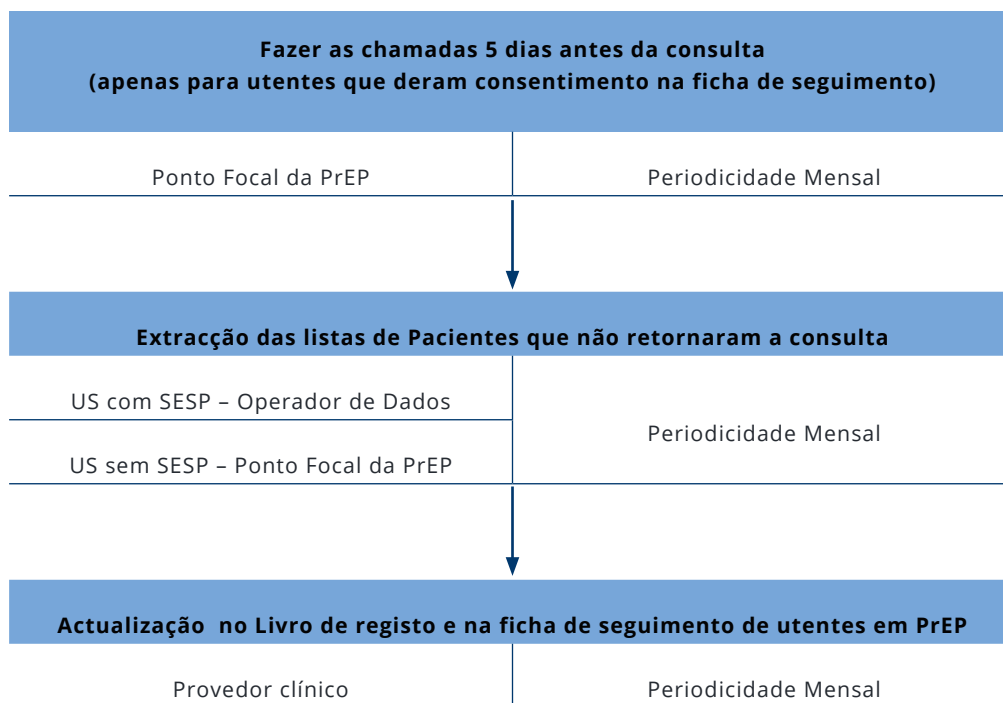 Fazer as chamadas 5 dias antes da consulta
(apenas para utentes que deram consentimento na ficha de seguimento)
Ponto Focal da PrEP
Periodicidade Mensal
Extracção das listas de Pacientes que não retornaram a consulta
US com SESP – Operador de Dados
US sem SESP – Ponto Focal da PrEP
Periodicidade Mensal
Actualização no Livro de registo e na ficha de seguimento de utentes em PrEP
Provedor clínico
Periodicidade Mensal